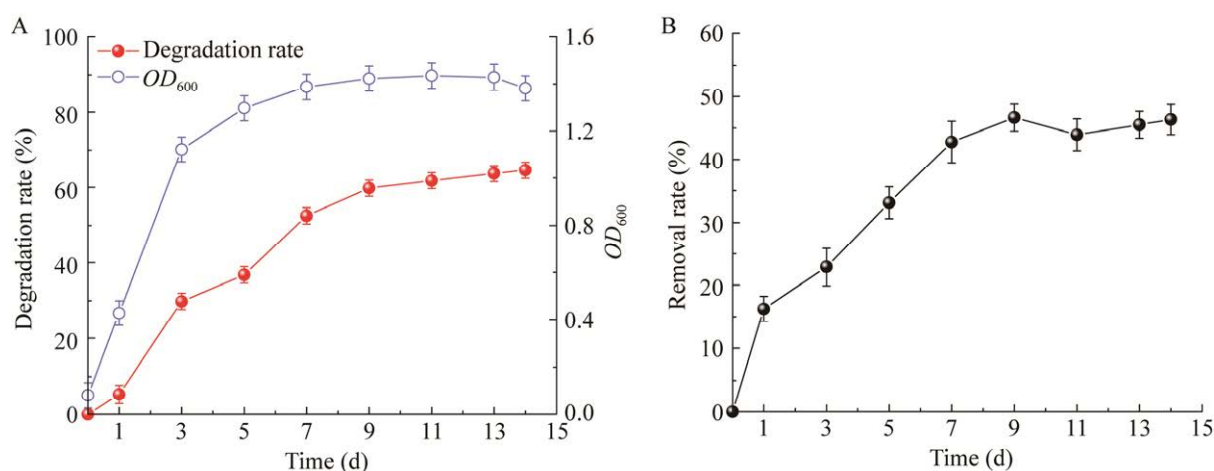 A
Degradation rate
OD600
Degradation rate (%)
100
80
60
40
20
0
1.6
1.2
0.8
0.4
0.0
OD600
1 3 5 7 9 11 13 15
Time (d)
B
Removal rate (%)
60
50
40
30
20
10
0
1 3 5 7 9 11 13 15
Time (d)